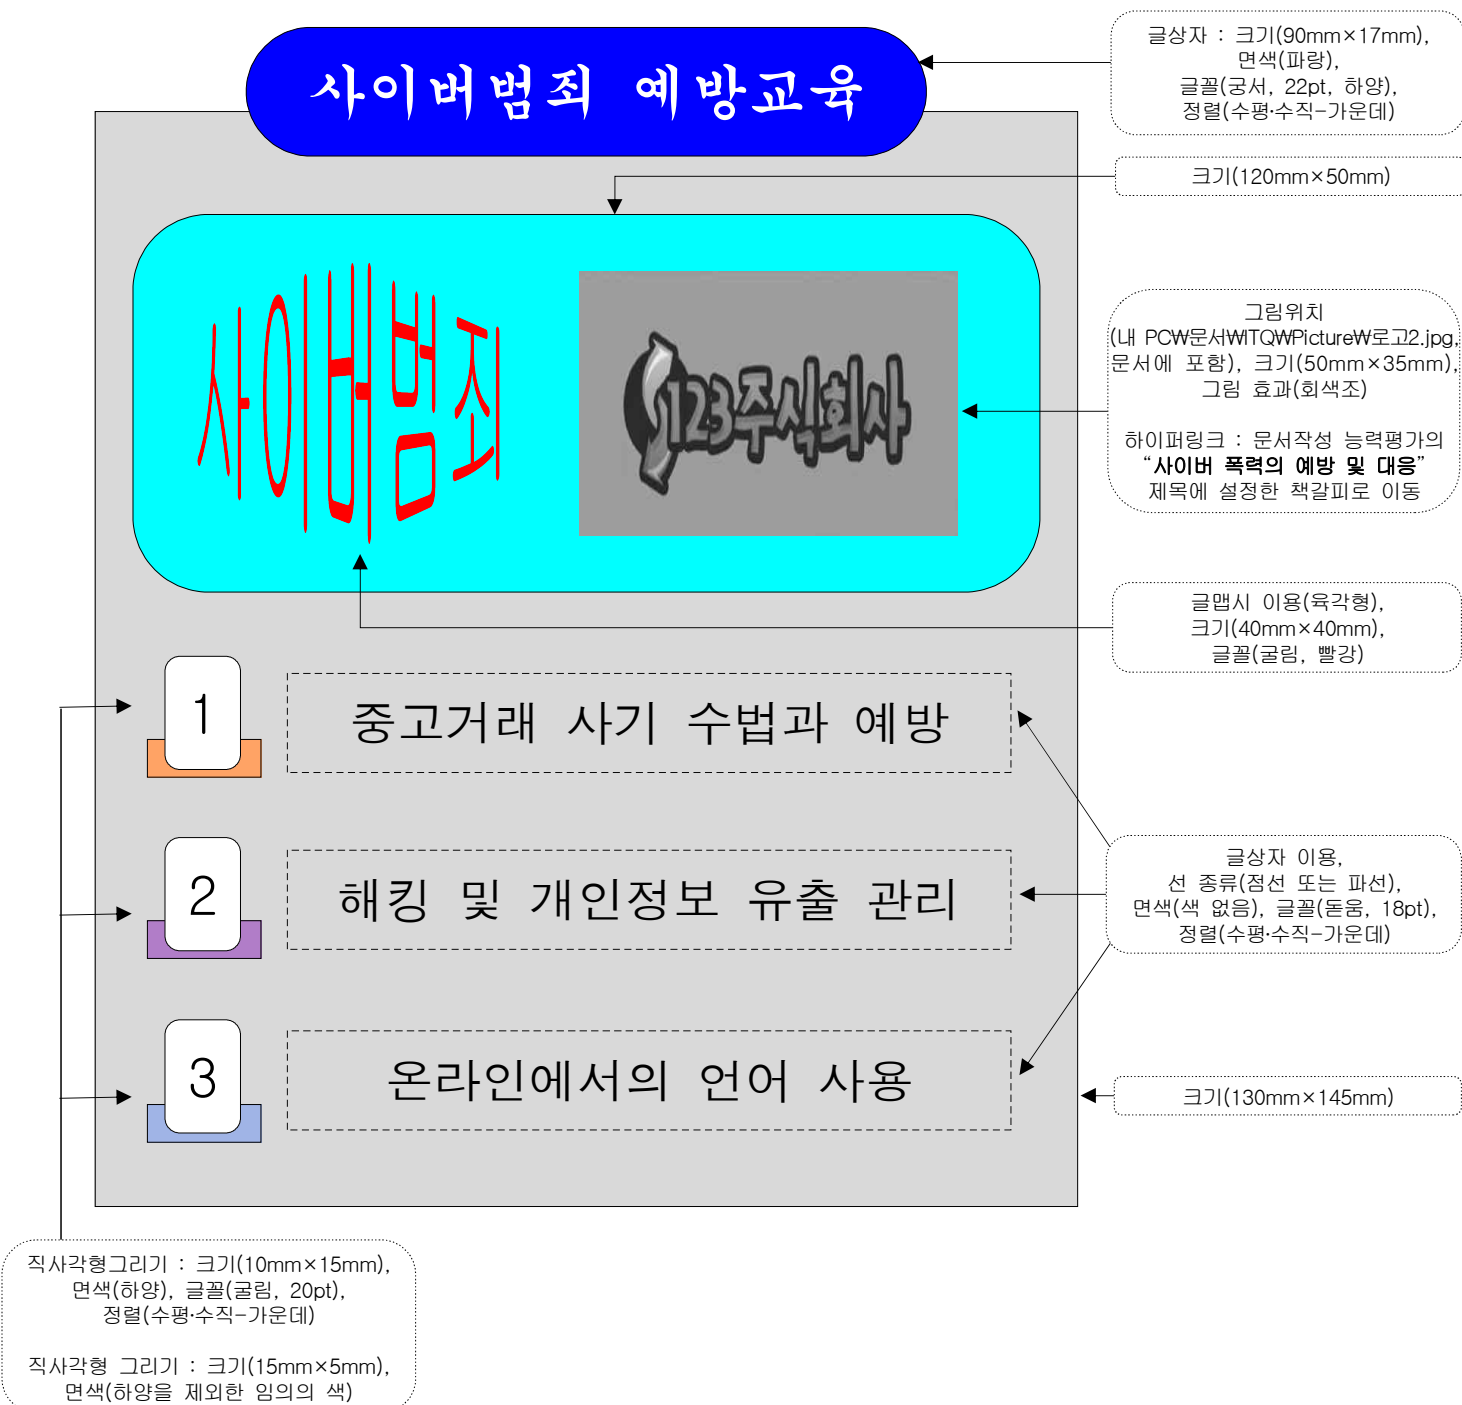 사이버범죄 예방교육
글상자 : 크기(90mm×17mm),
면색(파랑),
글꼴(궁서, 22pt, 하양),
정렬(수평·수직-가운데)
크기(120mm×50mm)
사이버범죄
123주식회사
그림위치
(내 PC₩문서₩ITQ₩Picture₩로고2.jpg,
문서에 포함), 크기(50mm×35mm),
그림 효과(회색조)
하이퍼링크 : 문서작성 능력평가의
“사이버 폭력의 예방 및 대응”
제목에 설정한 책갈피로 이동
글맵시 이용(육각형),
크기(40mm×40mm),
글꼴(굴림, 빨강)
1
중고거래 사기 수법과 예방
2
해킹 및 개인정보 유출 관리
글상자 이용,
선 종류(점선 또는 파선),
면색(색 없음), 글꼴(돋움, 18pt),
정렬(수평·수직-가운데)
3
온라인에서의 언어 사용
크기(130mm×145mm)
직사각형그리기 : 크기(10mm×15mm),
면색(하양), 글꼴(굴림, 20pt),
정렬(수평·수직-가운데)
직사각형 그리기 : 크기(15mm×5mm),
면색(하양을 제외한 임의의 색)